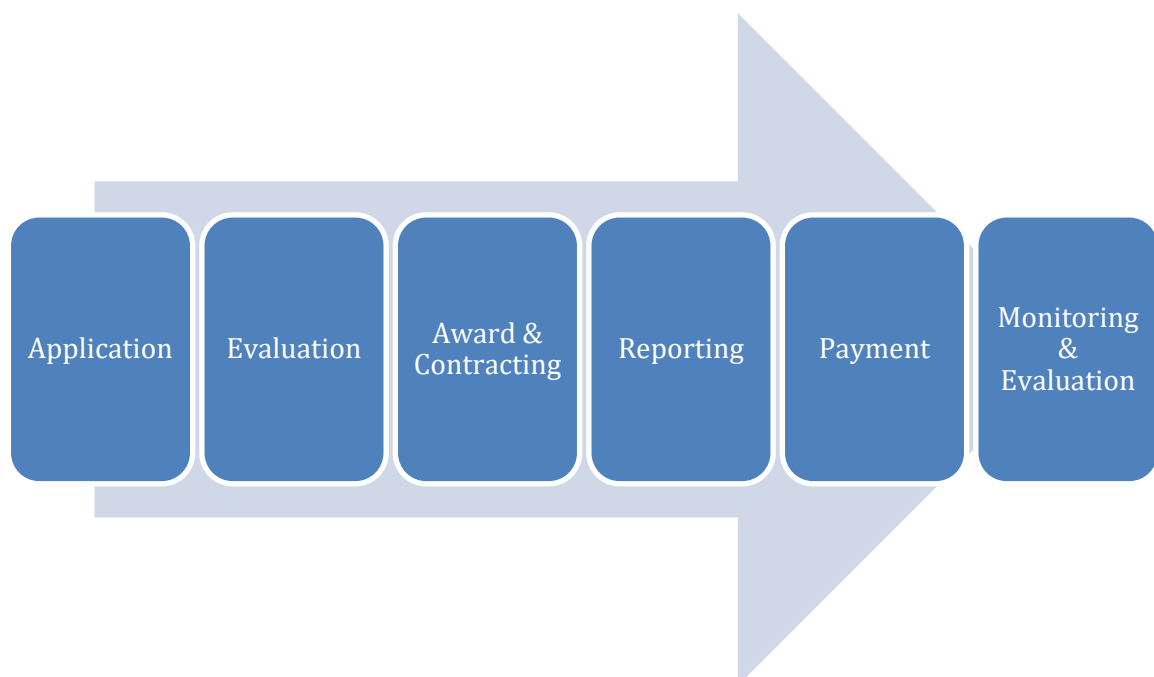 Application
Evaluation
Award &
Contracting
Reporting
Payment
Monitoring
&
Evaluation